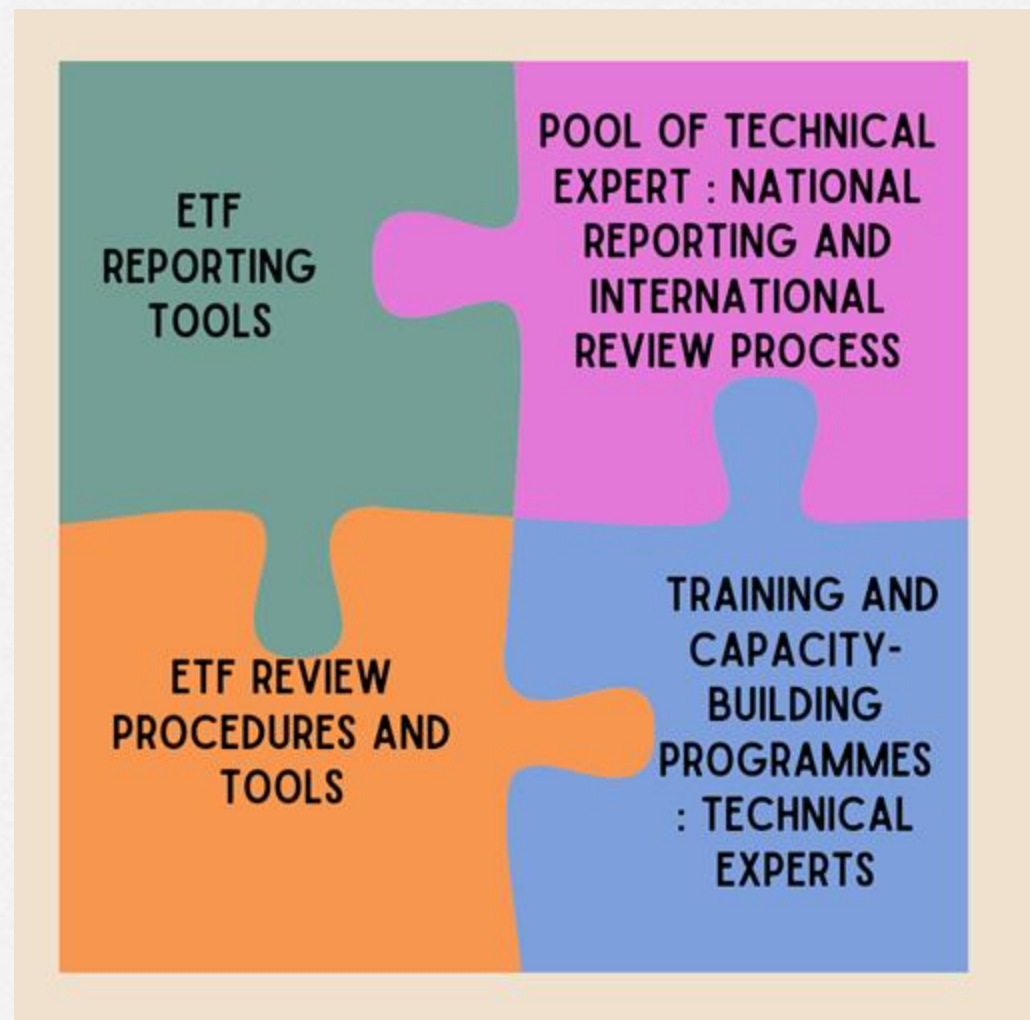 ETF
REPORTING
TOOLS
POOL OF TECHNICAL
EXPERT : NATIONAL
REPORTING AND
INTERNATIONAL
REVIEW PROCESS
ETF REVIEW
PROCEDURES AND
TOOLS
TRAINING AND
CAPACITY-
BUILDING
PROGRAMMES
: TECHNICAL
EXPERTS